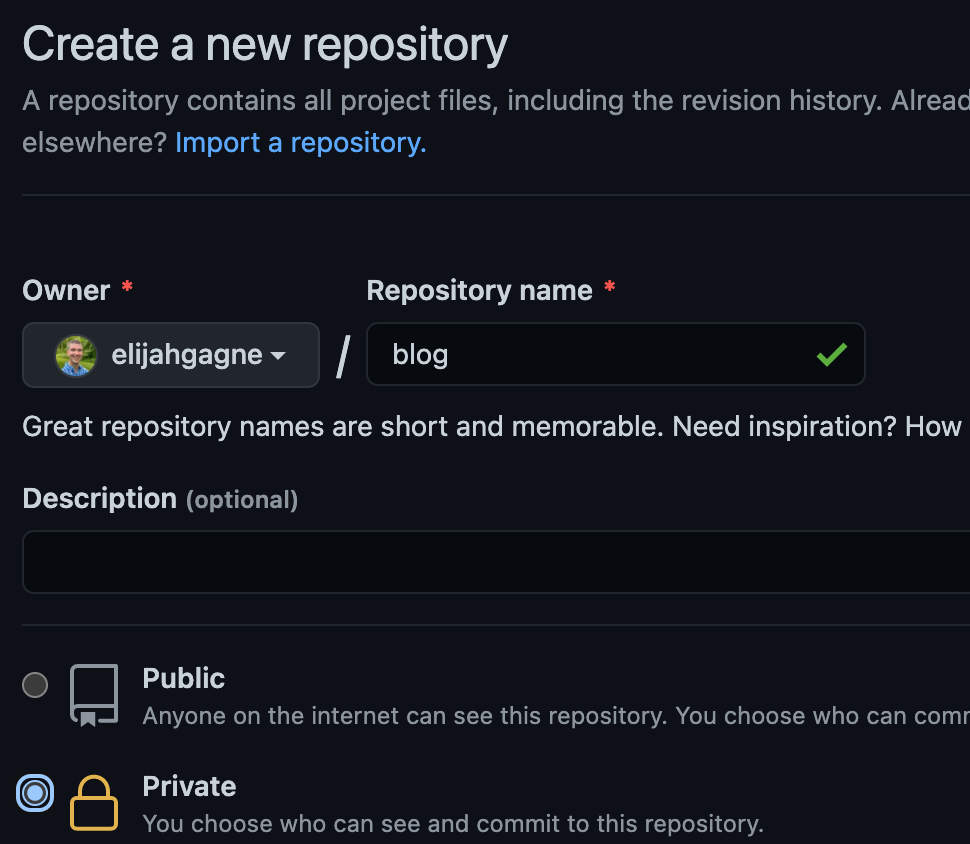 Create a new repository
A repository contains all project files, including the revision history. Alread
elsewhere? Import a repository.
Owner * Repository name *
elijahgagne / blog
Great repository names are short and memorable. Need inspiration? How
Description (optional)
Public
Anyone on the internet can see this repository. You choose who can comm
Private
You choose who can see and commit to this repository.